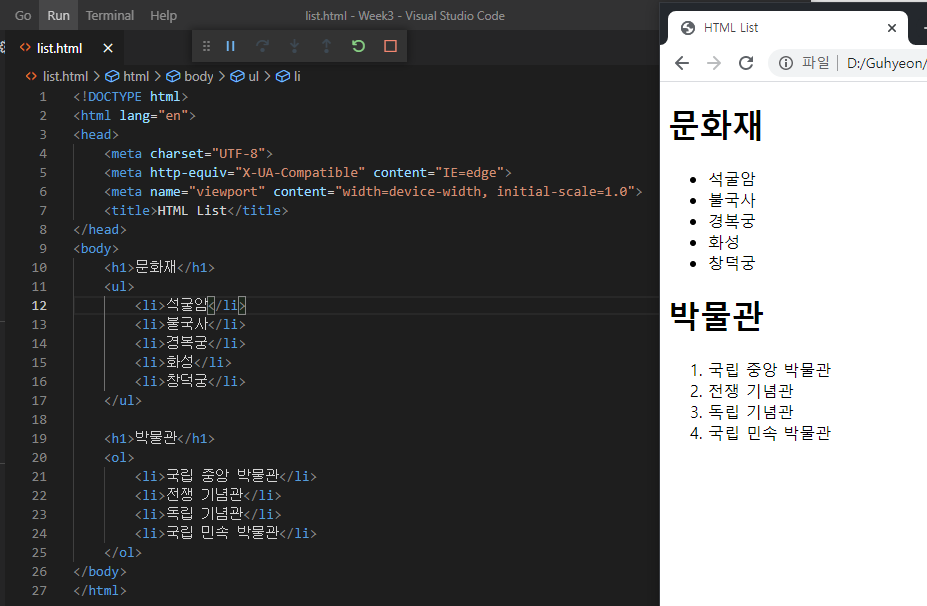 Go Run Terminal Help list.html - Week3 - Visual Studio Code
list.html
list.html > html > body > ul > li
1 <!DOCTYPE html>
2 <html lang="en">
3 <head>
4 <meta charset="UTF-8">
5 <meta http-equiv="X-UA-Compatible" content="IE=edge">
6 <meta name="viewport" content="width=device-width, initial-scale=1.0">
7 <title>HTML List</title>
8 </head>
9 <body>
10 <h1>문화재</h1>
11 <ul>
12 <li>석굴암</li>
13 <li>불국사</li>
14 <li>경복궁</li>
15 <li>화성</li>
16 <li>창덕궁</li>
17 </ul>
18
19 <h1>박물관</h1>
20 <ol>
21 <li>국립 중앙 박물관</li>
22 <li>전쟁 기념관</li>
23 <li>독립 기념관</li>
24 <li>국립 민속 박물관</li>
25 </ol>
26 </body>
27 </html>
HTML List
파일 | D:/Guhyeon/
문화재
석굴암
불국사
경복궁
화성
창덕궁
박물관
1. 국립 중앙 박물관
2. 전쟁 기념관
3. 독립 기념관
4. 국립 민속 박물관